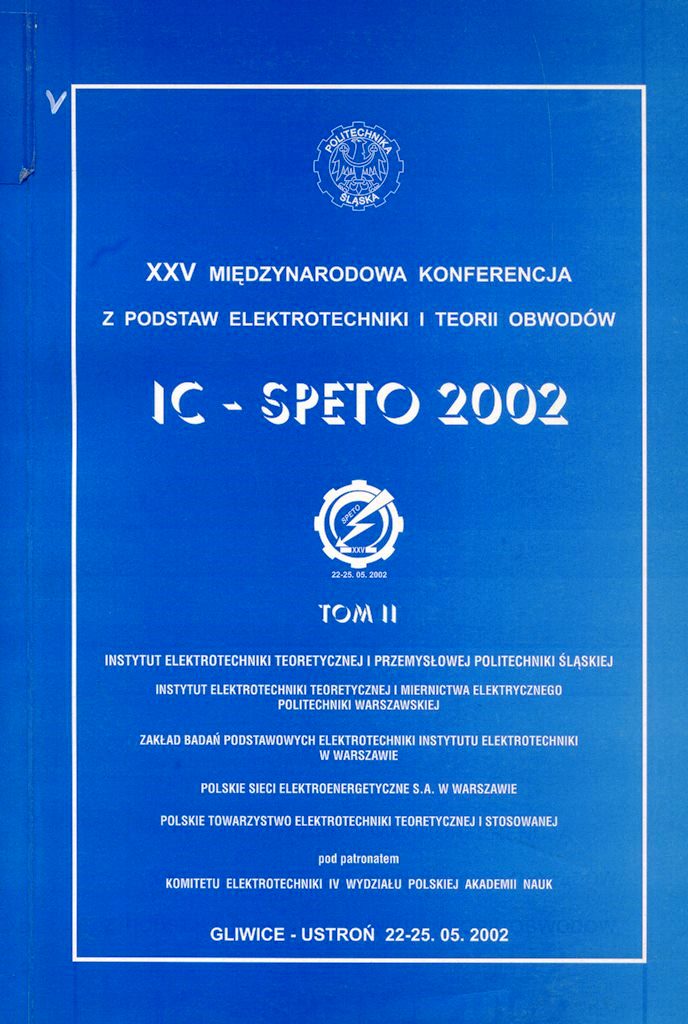 V
POLITECHNIKA
ŚLĄSKA
XXV MIĘDZYNARODOWA KONFERENCJA
Z PODSTAW ELEKTROTECHNIKI I TEORII OBWODÓW
IC - SPETO 2002
SPETO
XXV
22-25. 05. 2002
TOM II
INSTYTUT ELEKTROTECHNIKI TEORETYCZNEJ I PRZEMYSŁOWEJ POLITECHNIKI ŚLĄSKIEJ
INSTYTUT ELEKTROTECHNIKI TEORETYCZNEJ I MIERNICTWA ELEKTRYCZNEGO
POLITECHNIKI WARSZAWSKIEJ
ZAKŁAD BADAŃ PODSTAWOWYCH ELEKTROTECHNIKI INSTYTUTU ELEKTROTECHNIKI
W WARSZAWIE
POLSKIE SIECI ELEKTROENERGETYCZNE S.A. W WARSZAWIE
POLSKIE TOWARZYSTWO ELEKTROTECHNIKI TEORETYCZNEJ I STOSOWANEJ
pod patronatem
KOMITETU ELEKTROTECHNIKI IV WYDZIAŁU POLSKIEJ AKADEMII NAUK
GLIWICE - USTROŃ 22-25. 05. 2002